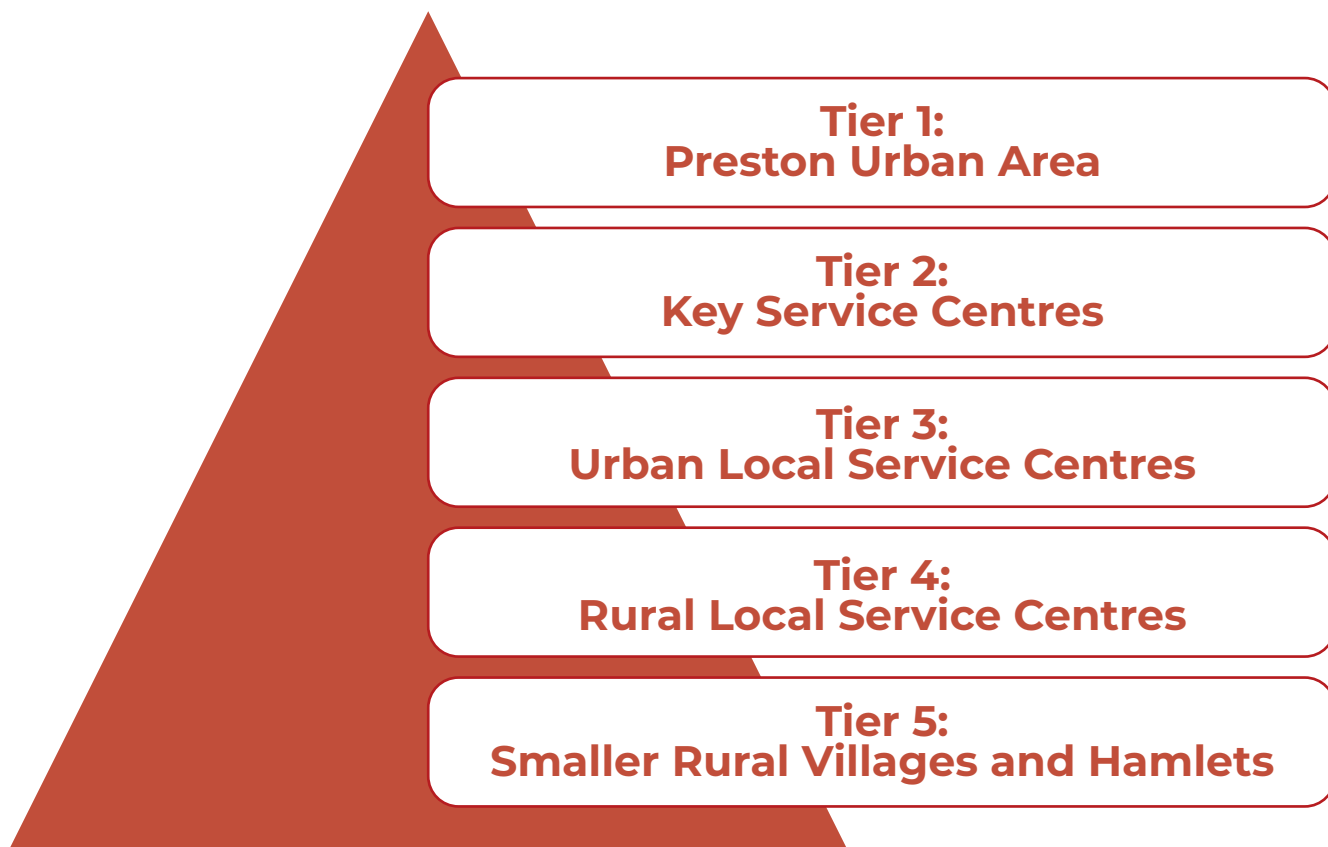 Tier 1:
Preston Urban Area
Tier 2:
Key Service Centres
Tier 3:
Urban Local Service Centres
Tier 4:
Rural Local Service Centres
Tier 5:
Smaller Rural Villages and Hamlets